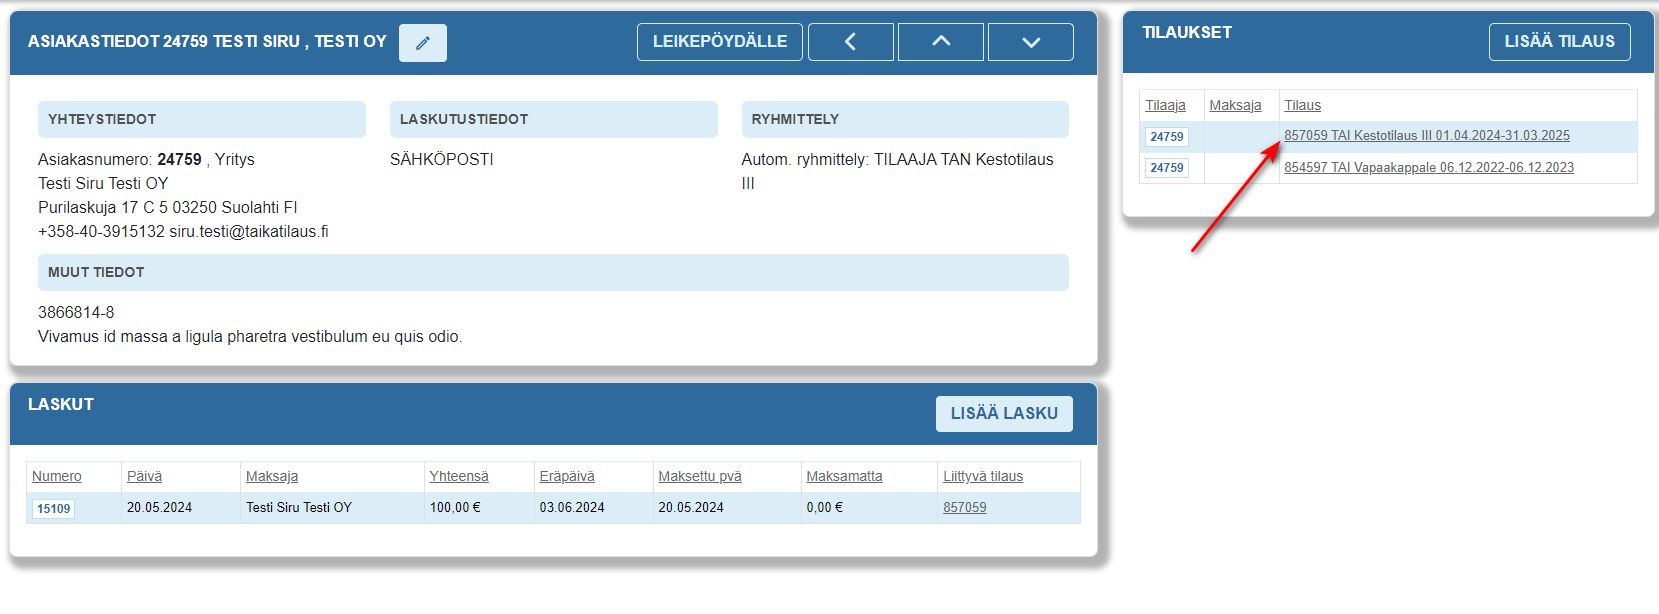 ASIAKASTIEDOT 24759 TESTI SIRU , TESTI OY
LEIKEPÖYDÄLLE
YHTEYSTIEDOT
Asiakasnumero: 24759 , Yritys
Testi Siru Testi OY
Purilaskuja 17 C 5 03250 Suolahti FI
+358-40-3915132 siru.testi@taikatilaus.fi
LASKUTUSTIEDOT
SÄHKÖPOSTI
RYHMITTELY
Autom. ryhmittely: TILAAJA TAN Kestotilaus
III
MUUT TIEDOT
3866814-8
Vivamus id massa a ligula pharetra vestibulum eu quis odio.
LASKUT
LISÄÄ LASKU
Numero Päivä Maksaja Yhteensä Eräpäivä Maksettu pvä Maksamatta Liittyvä tilaus
15109 20.05.2024 Testi Siru Testi OY 100,00 € 03.06.2024 20.05.2024 0,00 € 857059
TILAUKSET
LISÄÄ TILAUS
Tilaaja Maksaja Tilaus
24759 857059 TAI Kestotilaus III 01.04.2024-31.03.2025
24759 854597 TAI Vapaakappale 06.12.2022-06.12.2023